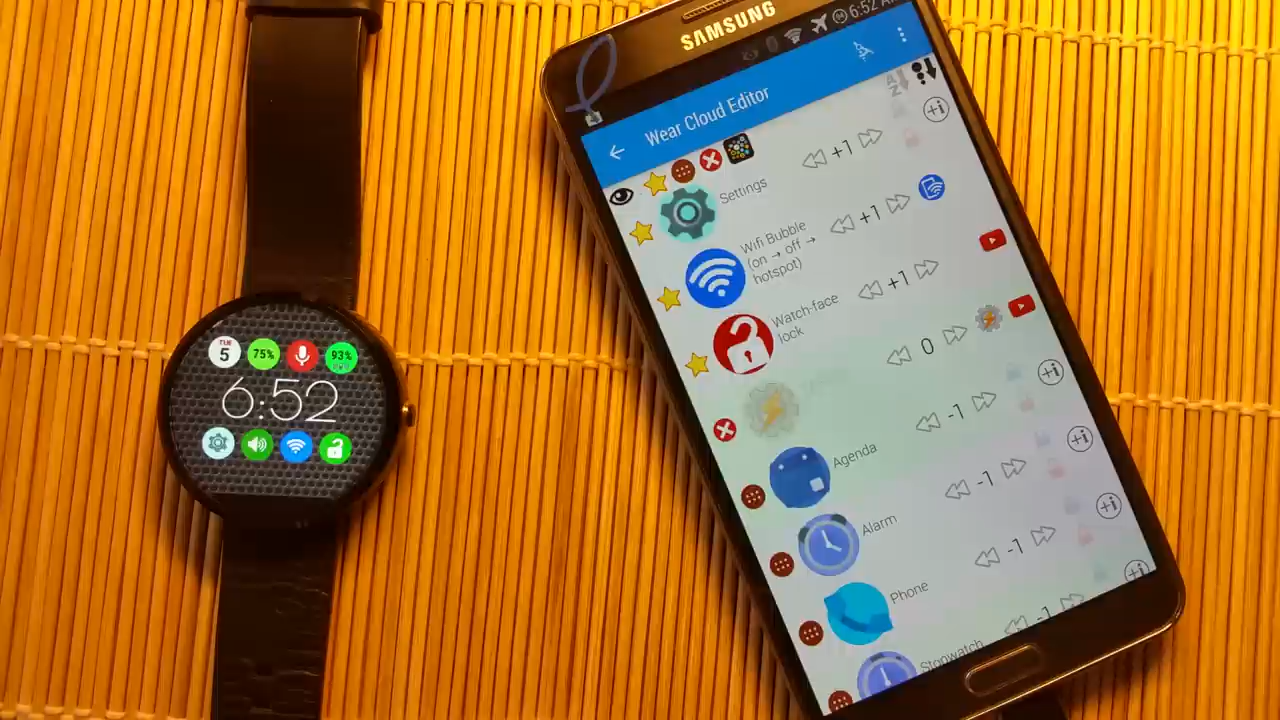 TUE
5
75%
93%
6:52
SAMSUNG
6:52
Wear Cloud Editor
Settings
+1
Wifi Bubble
(on → off →
hotspot)
+1
Watch-face
lock
+1
0
Agenda
-1
Alarm
-1
Phone
-1
Stopwatch
-1